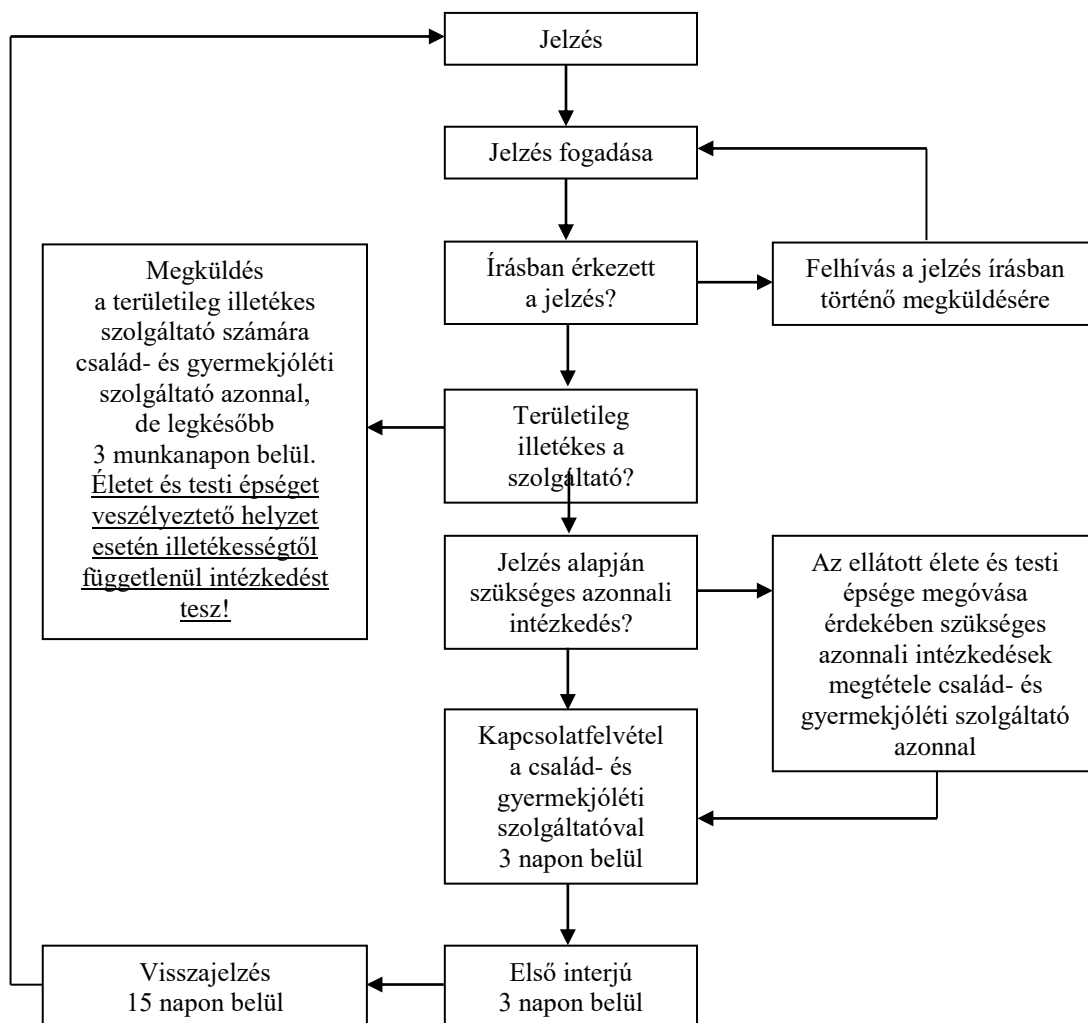 Jelzés
Jelzés fogadása
Írásban érkezett
a jelzés?
Felhívás a jelzés írásban
történő megküldésére
Megküldés
a területileg illetékes
szolgáltató számára
család- és gyermekjóléti
szolgáltató azonnal,
de legkésőbb
3 munkanapon belül.
Életet és testi épséget
veszélyeztető helyzet
esetén illetékességtől
függetlenül intézkedést
tesz!
Területileg
illetékes a
szolgáltató?
Jelzés alapján
szükséges azonnali
intézkedés?
Az ellátott élete és testi
épsége megóvása
érdekében szükséges
azonnali intézkedések
megtétele család- és
gyermekjóléti szolgáltató
azonnal
Kapcsolatfelvétel
a család- és
gyermekjóléti
szolgáltatóval
3 napon belül
Visszajelzés
15 napon belül
Első interjú
3 napon belül